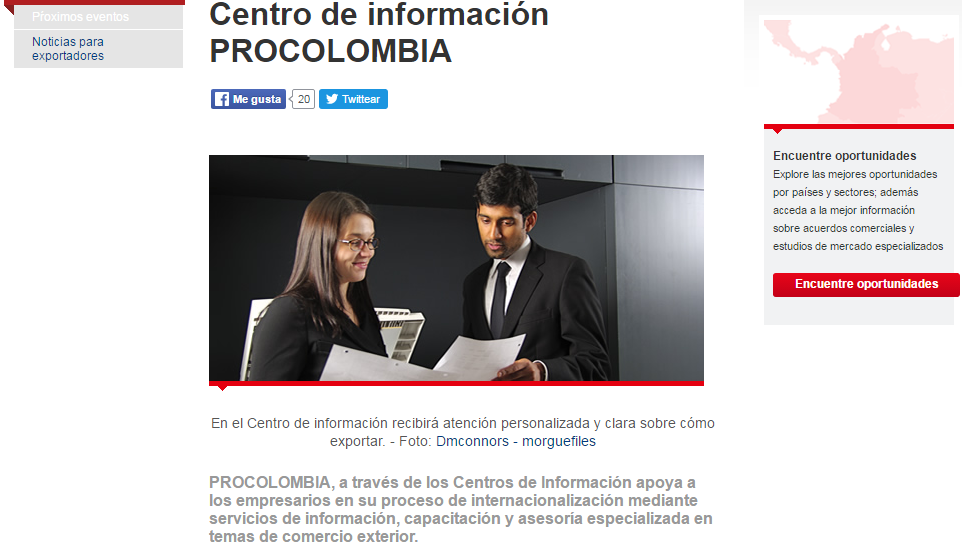 Próximos eventos
Noticias para
exportadores
Centro de información
PROCOLOMBIA
Me gusta
20
Twittear
En el Centro de información recibirá atención personalizada y clara sobre cómo
exportar. - Foto: Dmconnors - morguefiles
PROCOLOMBIA, a través de los Centros de Información apoya a
los empresarios en su proceso de internacionalización mediante
servicios de información, capacitación y asesoría especializada en
temas de comercio exterior.
Encuentre oportunidades
Explore las mejores oportunidades
por países y sectores; además
acceda a la mejor información
sobre acuerdos comerciales y
estudios de mercado especializados
Encuentre oportunidades